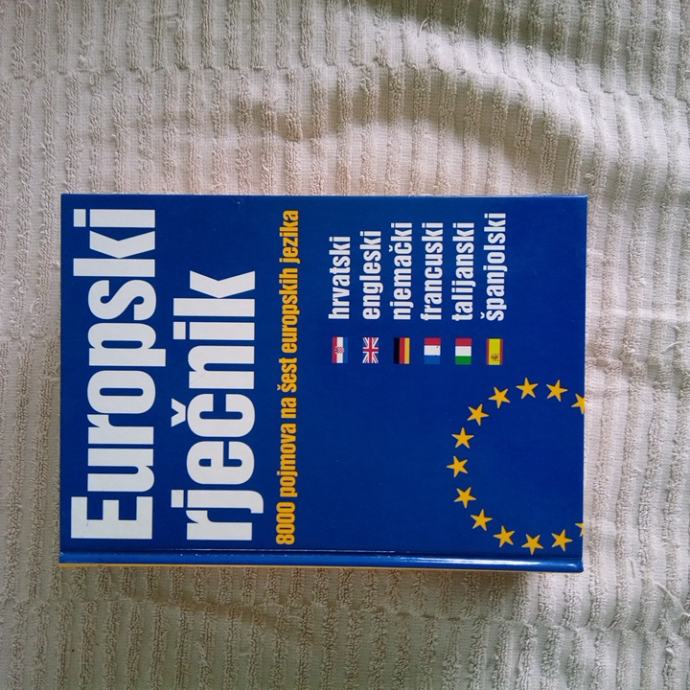 Europski
rječnik
8000 pojmova na šest europskih jezika
hrvatski
engleski
njemački
francuski
talijanski
španjolski